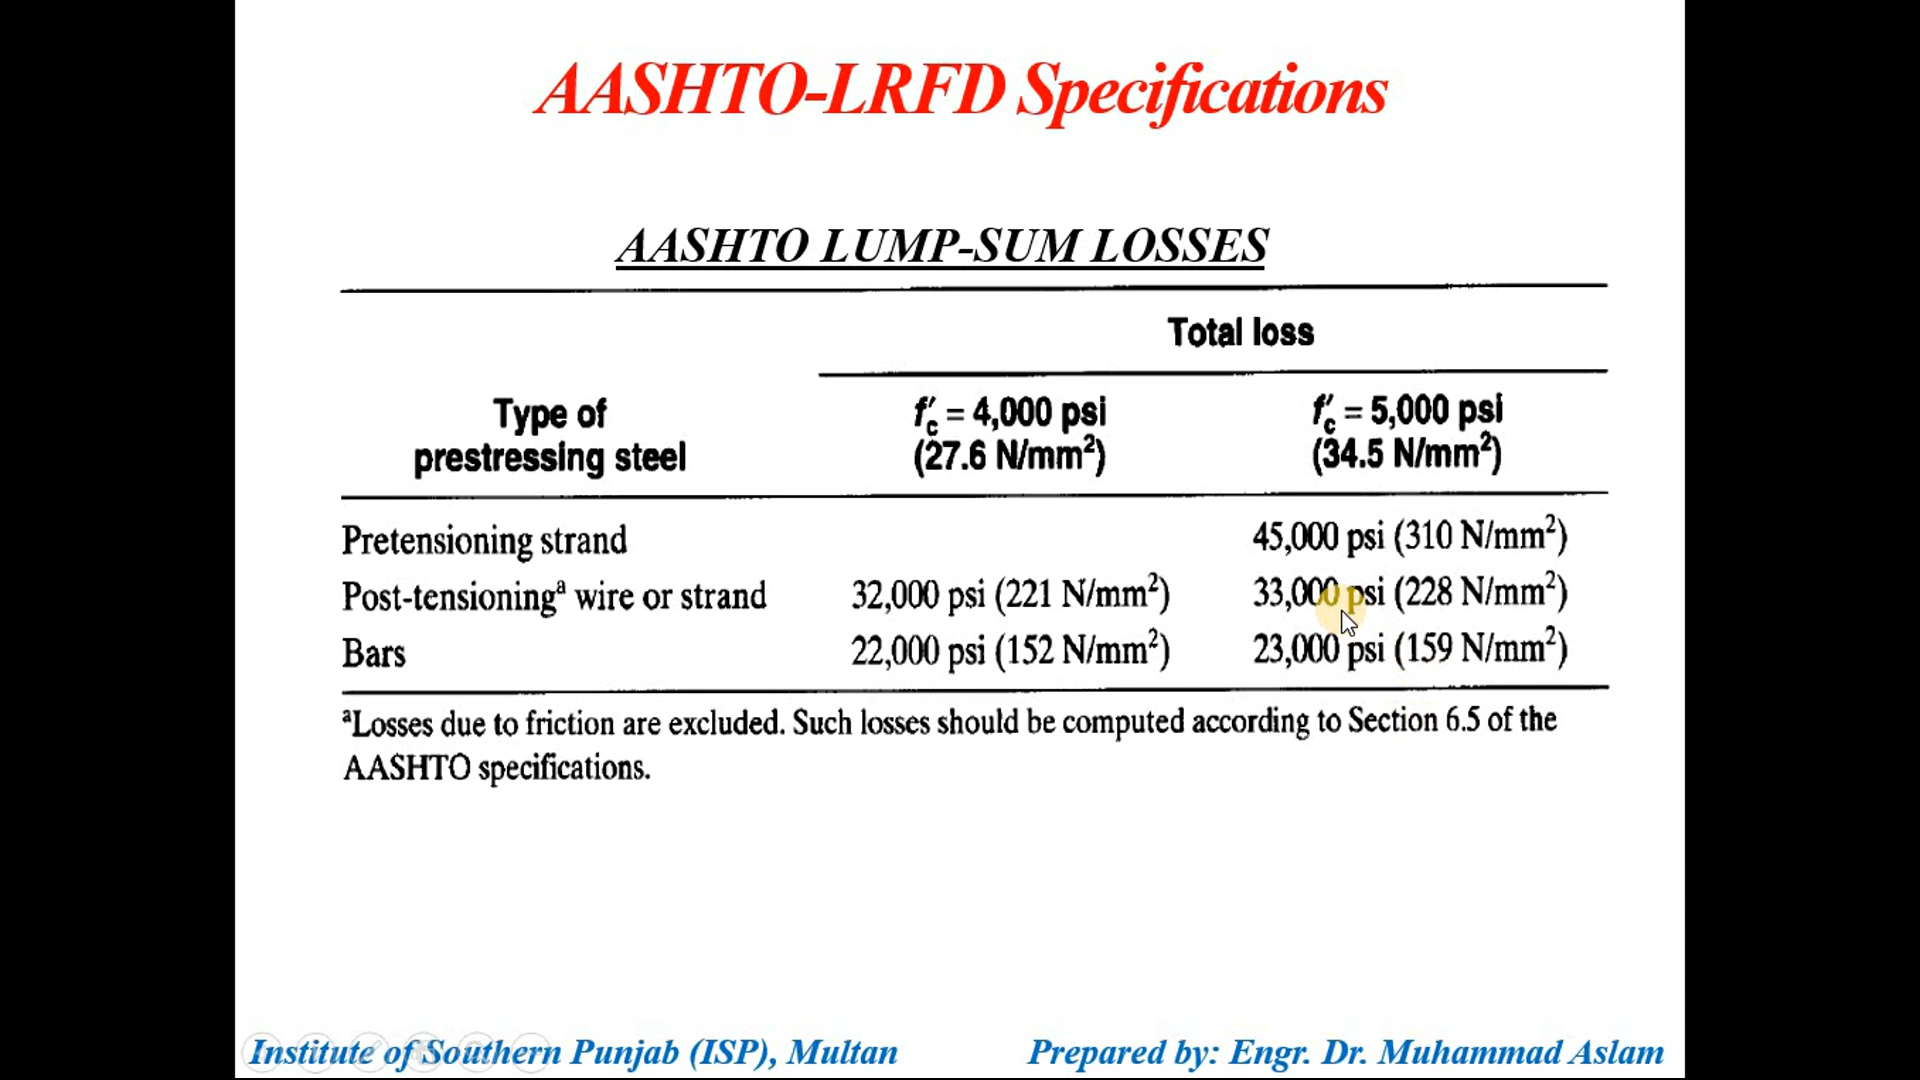 AASHTO-LRFD Specifications
AASHTO LUMP-SUM LOSSES
Total loss
Type of
prestressing steel
f′c = 4,000 psi
(27.6 N/mm²)
f′c = 5,000 psi
(34.5 N/mm²)
Pretensioning strand 45,000 psi (310 N/mm²)
Post-tensioningᵃ wire or strand 32,000 psi (221 N/mm²) 33,000 psi (228 N/mm²)
Bars 22,000 psi (152 N/mm²) 23,000 psi (159 N/mm²)
ᵃLosses due to friction are excluded. Such losses should be computed according to Section 6.5 of the
AASHTO specifications.
Institute of Southern Punjab (ISP), Multan Prepared by: Engr. Dr. Muhammad Aslam